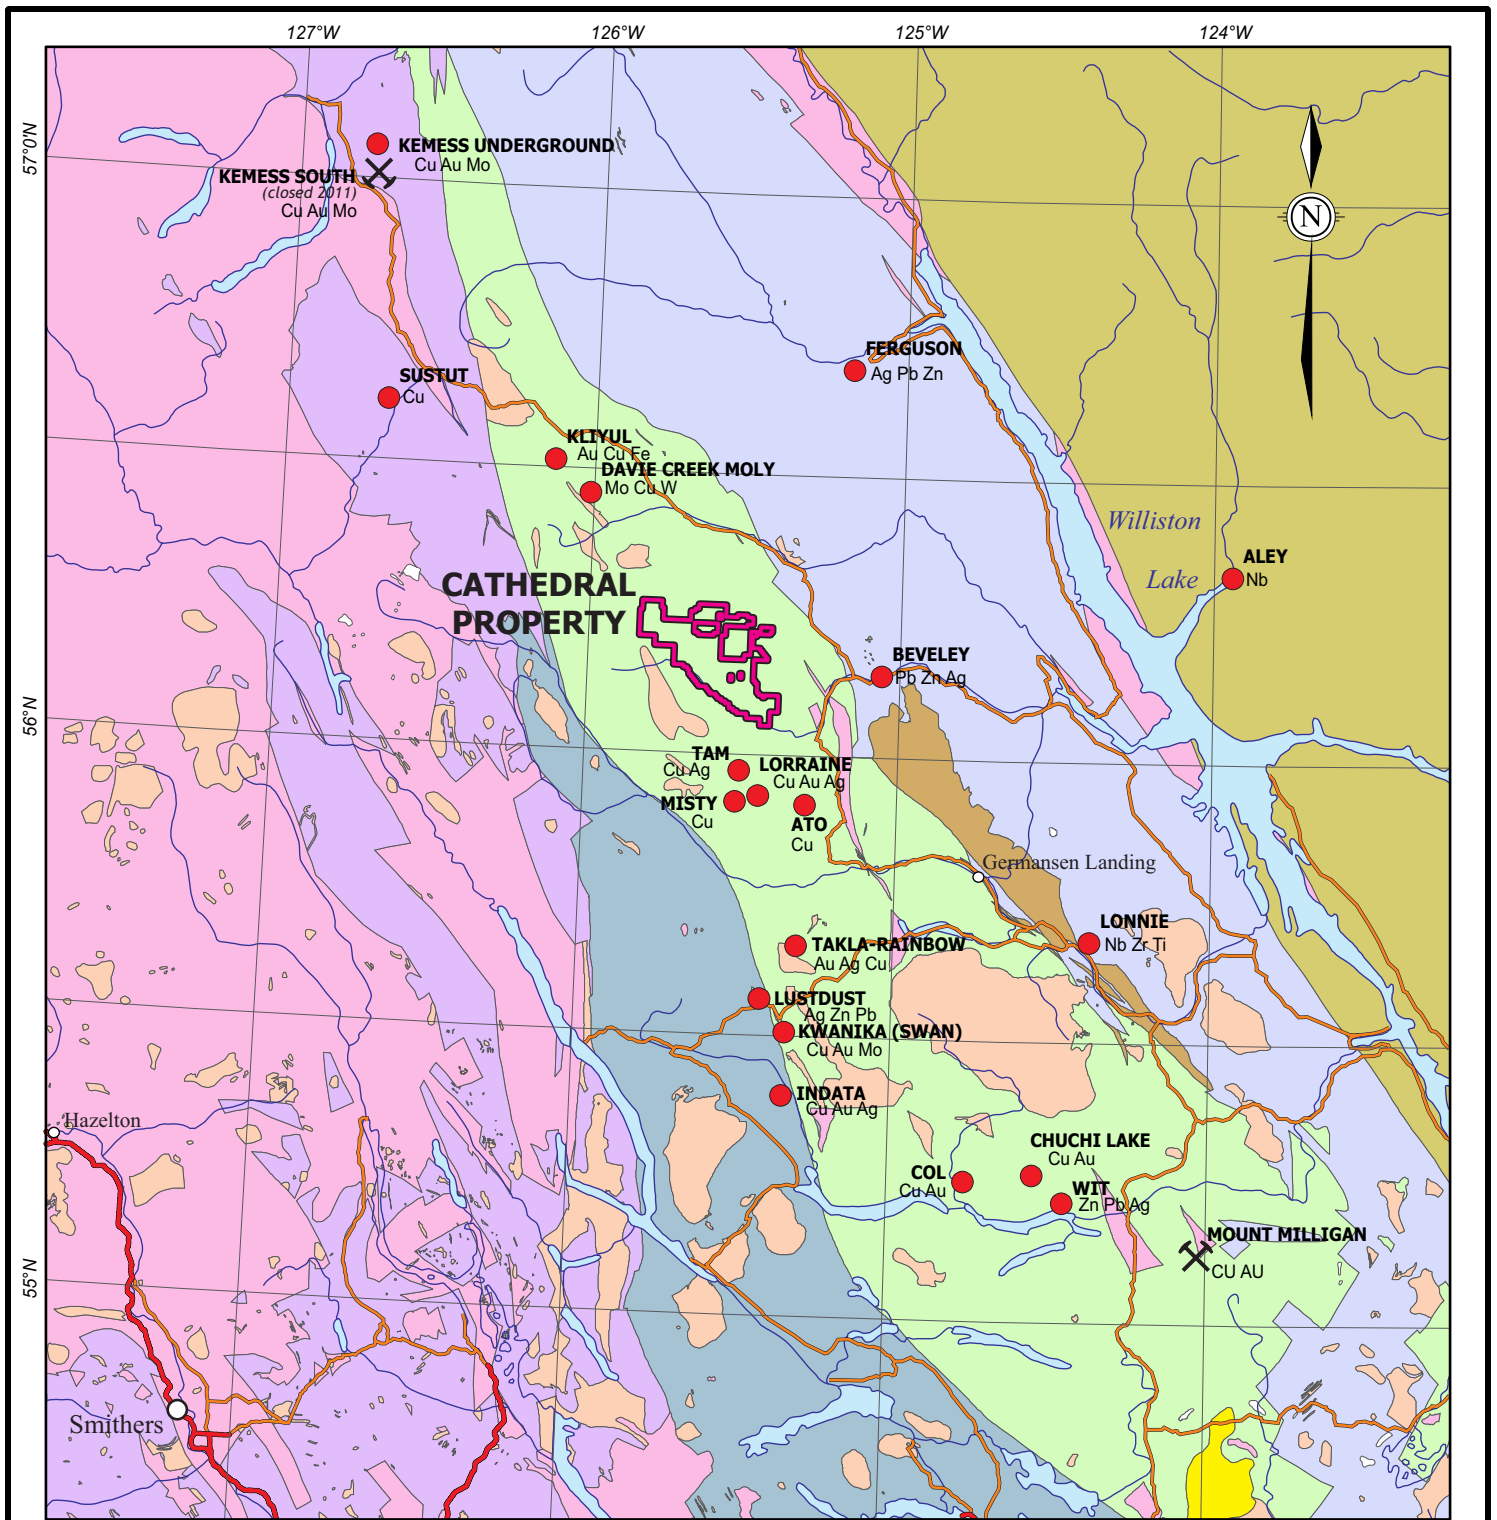 127°W
126°W
125°W
124°W
57°0'N
KEMESS UNDERGROUND
Cu Au Mo
KEMESS SOUTH
(closed 2011)
Cu Au Mo
N
FERGUSON
Ag Pb Zn
SUSTUT
Cu
KLIYUL
Au Cu Fe
DAVIE CREEK MOLY
Mo Cu W
Williston
Lake
ALEY
Nb
CATHEDRAL
PROPERTY
BEVELEY
Pb Zn Ag
56°N
TAM
Cu Ag
LORRAINE
Cu Au Ag
MISTY
Cu
ATO
Cu
Germansen Landing
LONNIE
Nb Zr Ti
TAKLA-RAINBOW
Au Ag Cu
LUSTDUST
Ag Zn Pb
KWANIKA (SWAN)
Cu Au Mo
INDATA
Cu Au Ag
Hazelton
CHUCHI LAKE
Cu Au
COL
Cu Au
WIT
Zn Pb Ag
MOUNT MILLIGAN
CU AU
55°N
Smithers